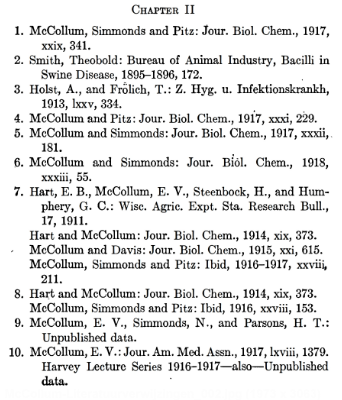 CHAPTER II
1. McCollum, Simmonds and Pitz: Jour. Biol. Chem., 1917,
xxix, 341.
2. Smith, Theobold: Bureau of Animal Industry, Bacilli in
Swine Disease, 1895-1896, 172.
3. Holst, A., and Frölich, T.: Z. Hyg. u. Infektionskrankh,
1913, lxxv, 334.
4. McCollum and Pitz: Jour. Biol. Chem., 1917, xxxi, 229.
5. McCollum and Simmonds: Jour. Biol. Chem., 1917, xxxii,
181.
6. McCollum and Simmonds: Jour. Biol. Chem., 1918,
xxxiii, 55.
7. Hart, E. B., McCollum, E. V., Steenbock, H., and Hum-
phery, G. C.: Wisc. Agric. Expt. Sta. Research Bull.,
17, 1911.
Hart and McCollum: Jour. Biol. Chem., 1914, xix, 373.
McCollum and Davis: Jour. Biol. Chem., 1915, xxi, 615.
McCollum, Simmonds and Pitz: Ibid, 1916-1917, xxviii,
211.
8. Hart and McCollum: Jour. Biol. Chem., 1914, xix, 373.
McCollum, Simmonds and Pitz: Ibid, 1916, xxviii, 153.
9. McCollum, E. V., Simmonds, N., and Parsons, H. T.:
Unpublished data.
10. McCollum, E. V.: Jour. Am. Med. Assn., 1917, lxviii, 1379.
Harvey Lecture Series 1916-1917—also—Unpublished
data.